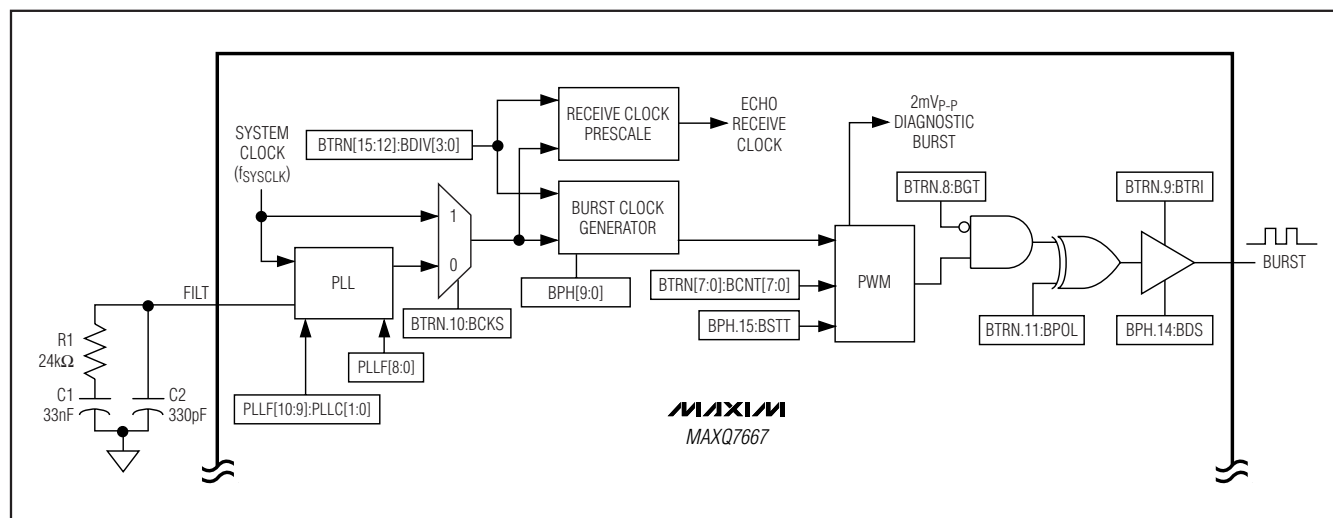 SYSTEM
CLOCK
(fSYSCLK)
BTRN[15:12]:BDIV[3:0]
RECEIVE CLOCK
PRESCALE
ECHO
RECEIVE
CLOCK
2mVP-P
DIAGNOSTIC
BURST
1
0
BURST CLOCK
GENERATOR
BTRN.8:BGT
BTRN.9:BTRI
PLL
PWM
BURST
FILT
BPH[9:0]
BTRN[7:0]:BCNT[7:0]
BTRN.10:BCKS
BPH.15:BSTT
BTRN.11:BPOL
BPH.14:BDS
R1
24kΩ
PLLF[8:0]
C1
33nF
C2
330pF
PLLF[10:9]:PLLC[1:0]
MAXIM
MAXQ7667